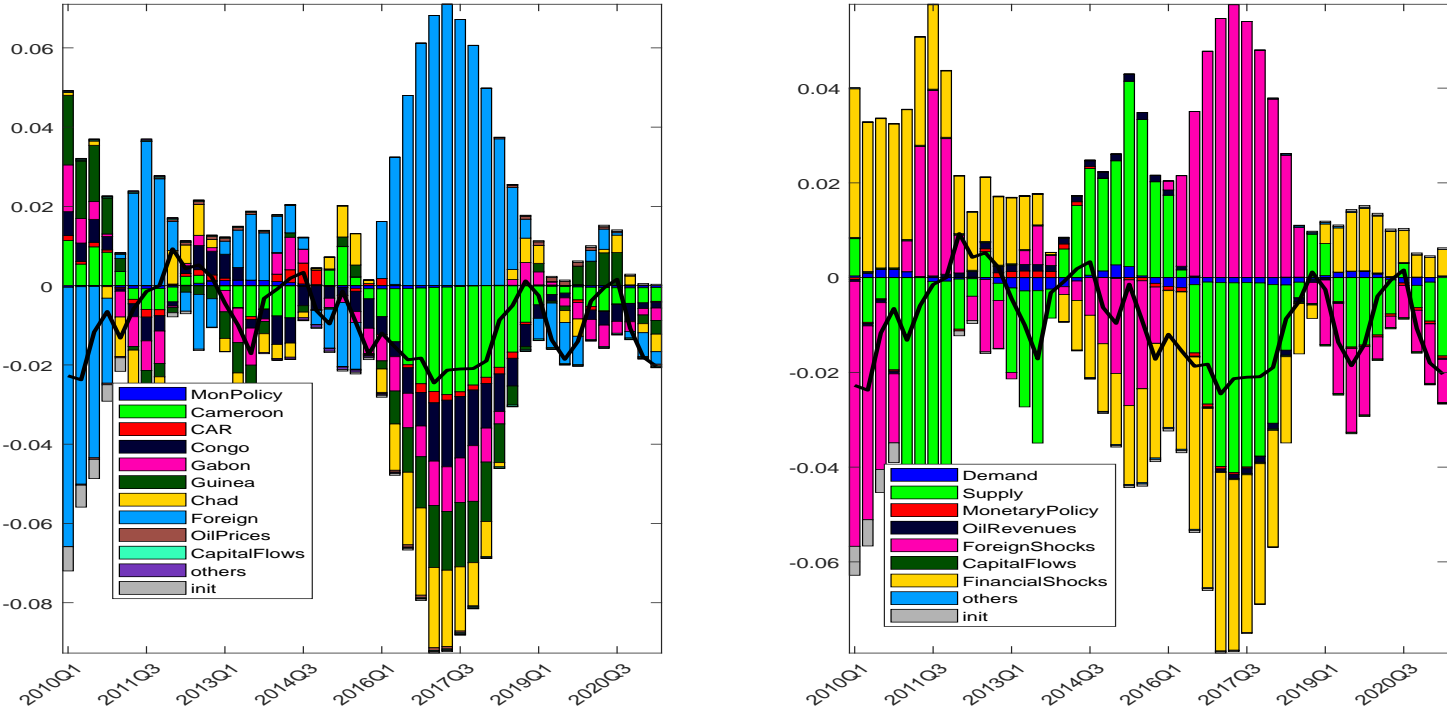 0.06
0.04
0.02
0
-0.02
-0.04
-0.06
-0.08
MonPolicy
Cameroon
CAR
Congo
Gabon
Guinea
Chad
Foreign
OilPrices
CapitalFlows
others
init
2010Q1
2011Q3
2013Q1
2014Q3
2016Q1
2017Q3
2019Q1
2020Q3
0.04
0.02
0
-0.02
-0.04
-0.06
Demand
Supply
MonetaryPolicy
OilRevenues
ForeignShocks
CapitalFlows
FinancialShocks
others
init
2010Q1
2011Q3
2013Q1
2014Q3
2016Q1
2017Q3
2019Q1
2020Q3